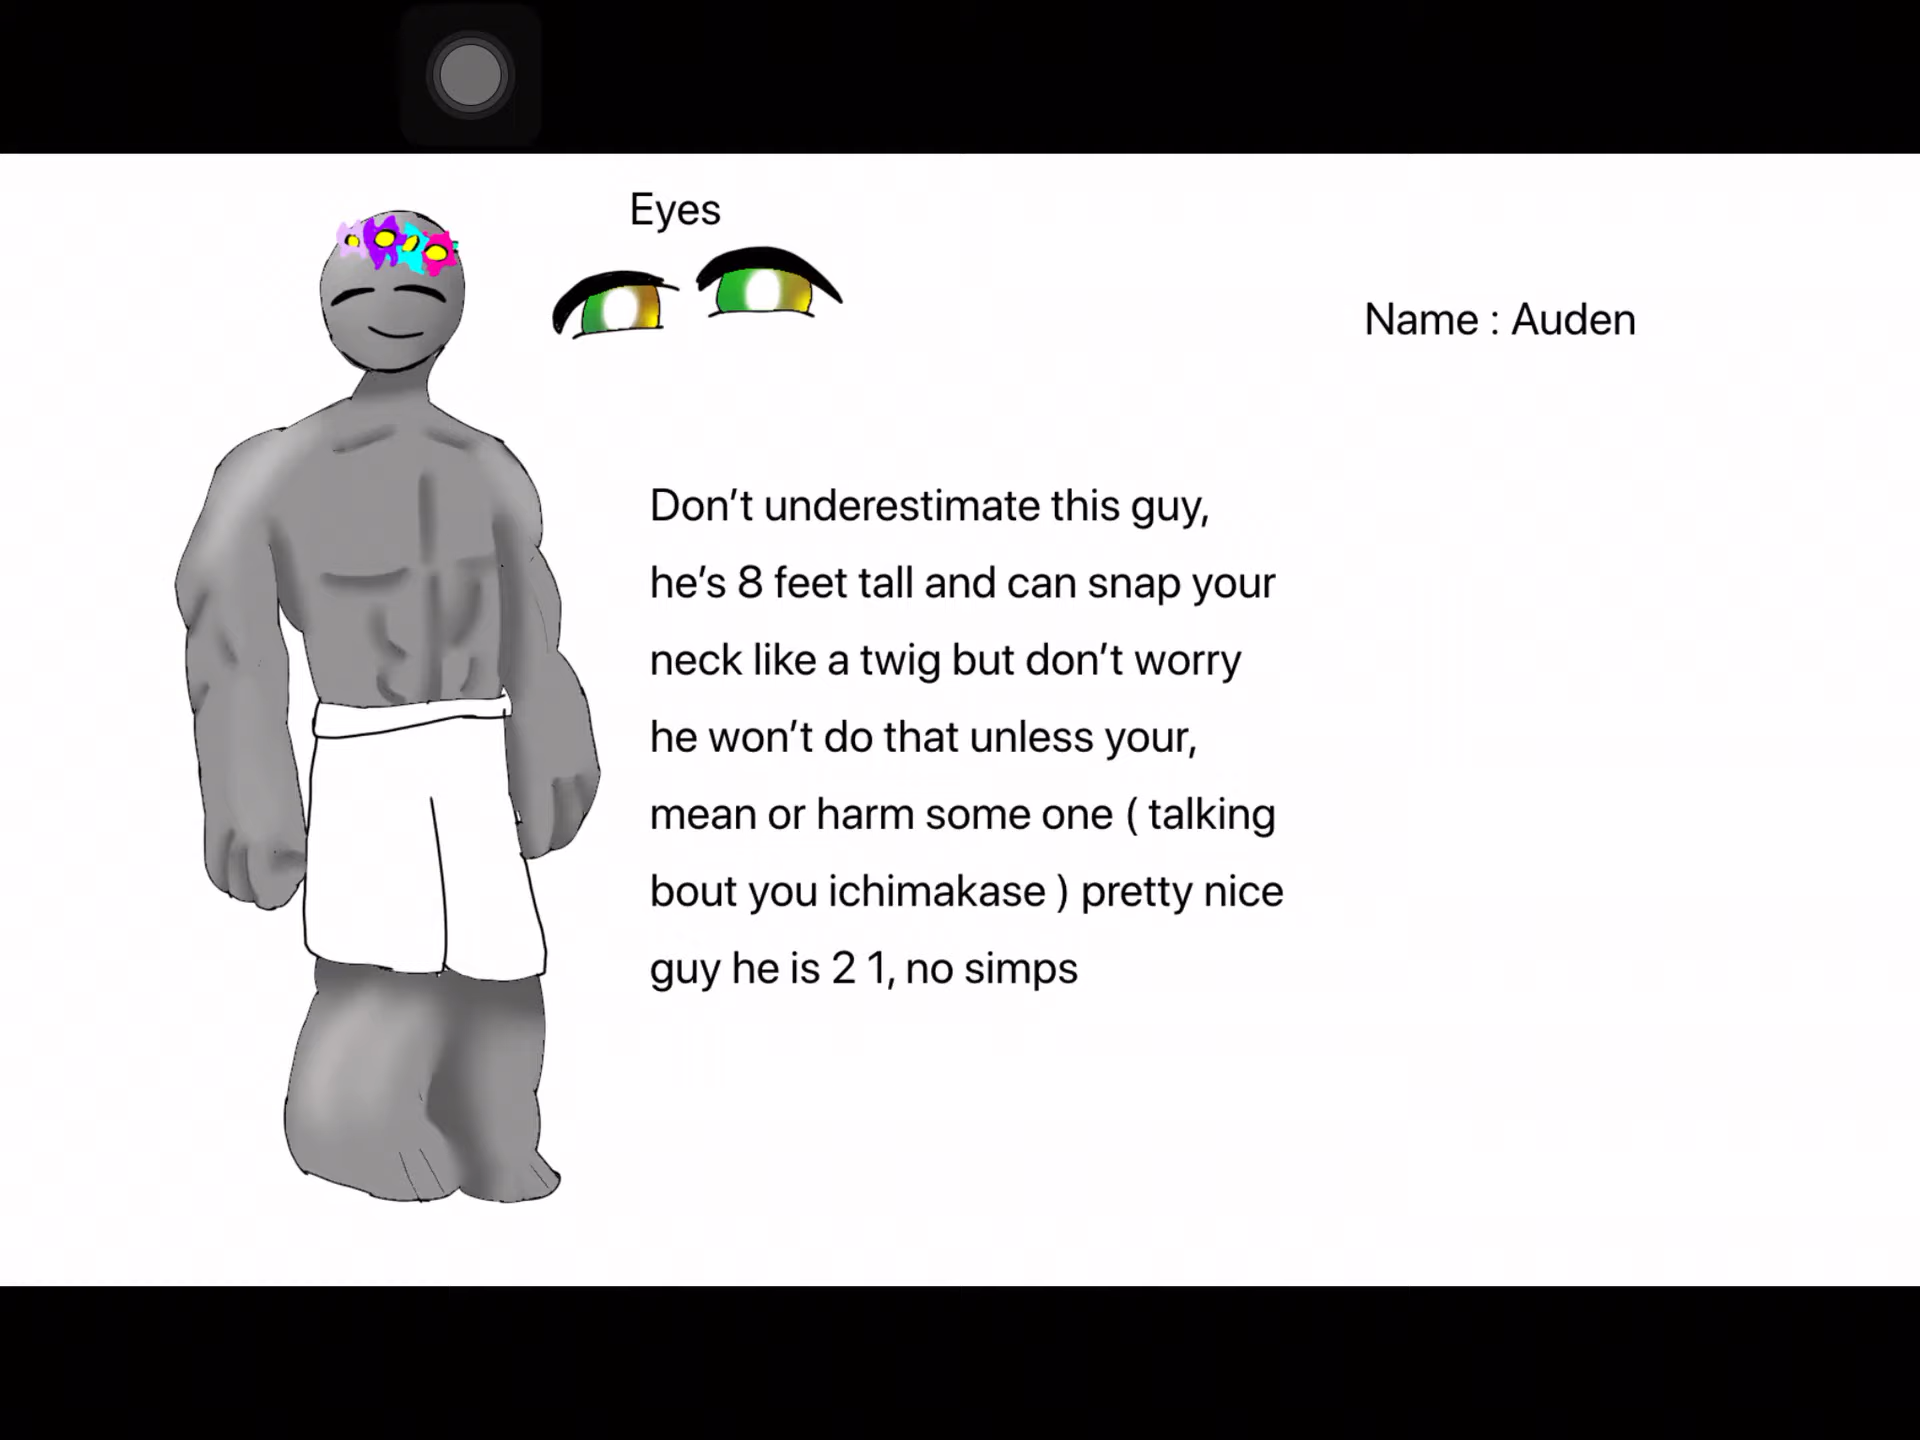 Eyes
Name : Auden
Don’t underestimate this guy,
he’s 8 feet tall and can snap your
neck like a twig but don’t worry
he won’t do that unless your,
mean or harm some one ( talking
bout you ichimakase ) pretty nice
guy he is 2 1, no simps